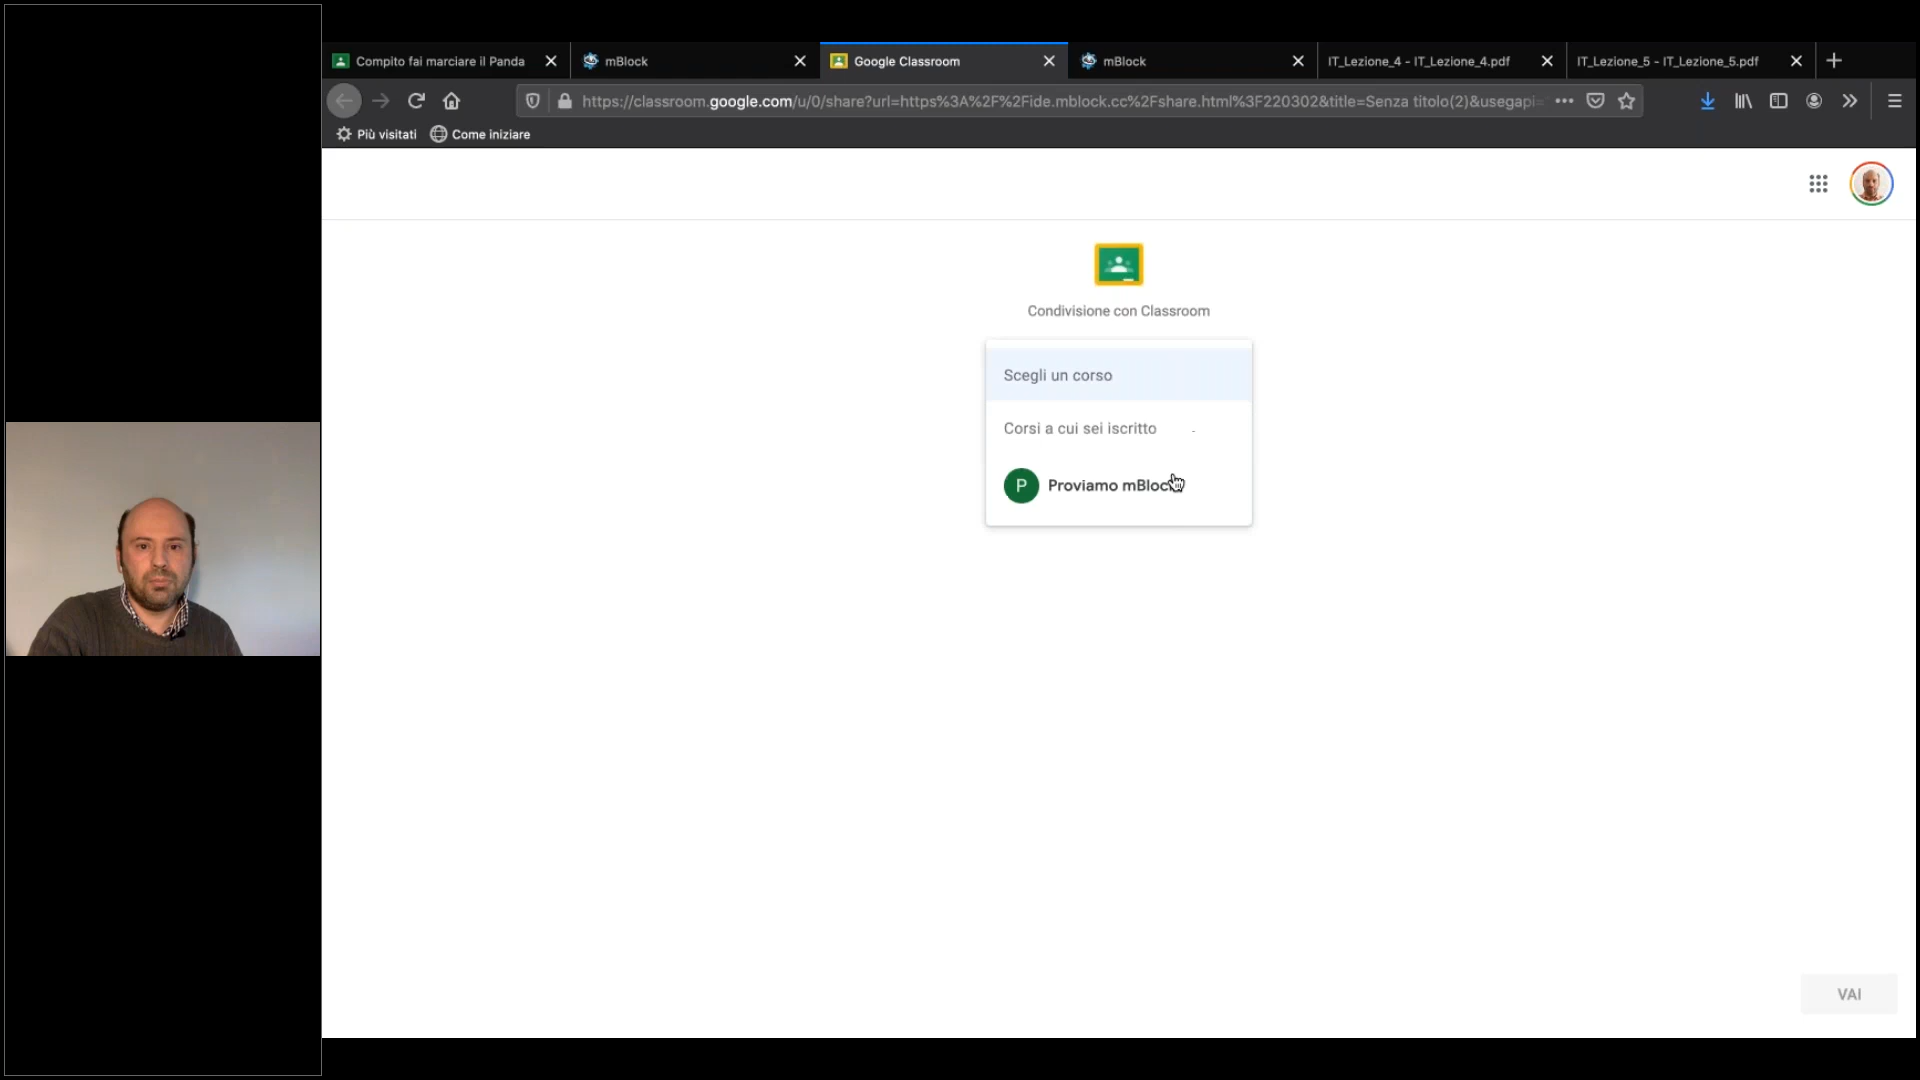 Compito fai marciare il Panda
mBlock
Google Classroom
mBlock
IT_Lezione_4 - IT_Lezione_4.pdf
IT_Lezione_5 - IT_Lezione_5.pdf
https://classroom.google.com/u/0/share?url=https%3A%2F%2Fide.mblock.cc%2Fshare.html%3F220302&title=Senza titolo(2)&usegapi=
Più visitati
Come iniziare
Condivisione con Classroom
Scegli un corso
Corsi a cui sei iscritto
P
Proviamo mBlock
VAI